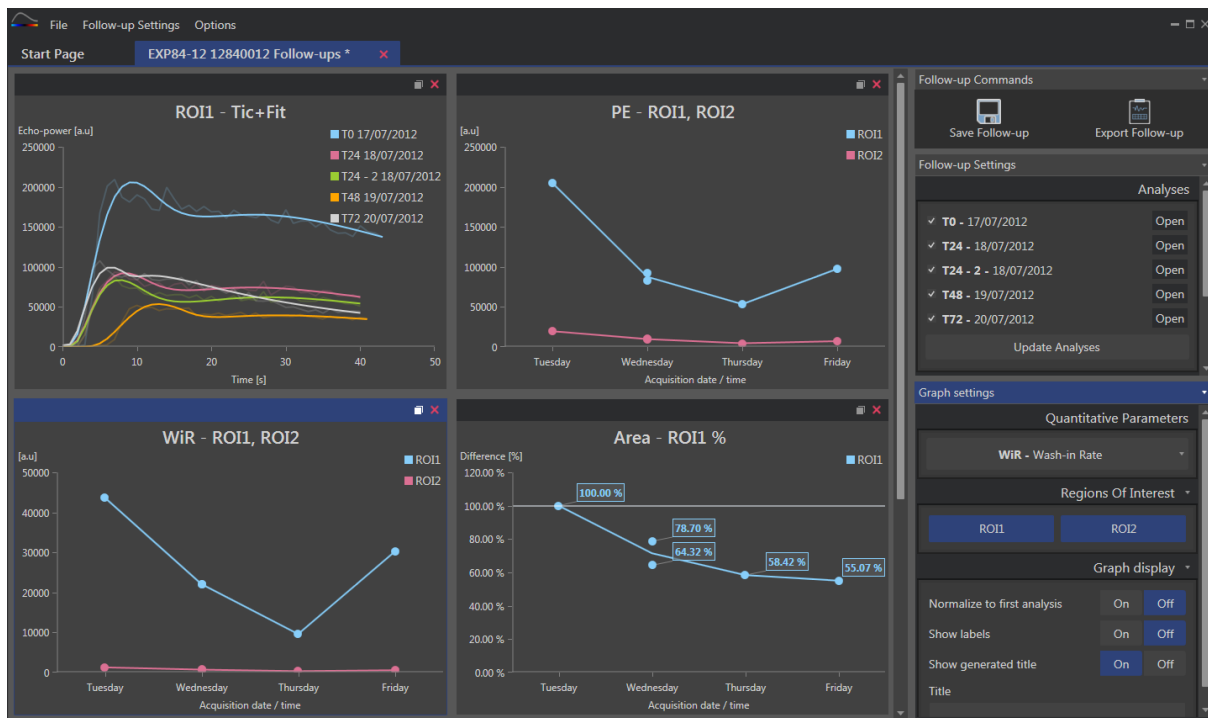 File Follow-up Settings Options
Start Page EXP84-12 12840012 Follow-ups *
ROI1 - Tic+Fit
Echo-power [a.u]
T0 17/07/2012
T24 18/07/2012
T24 - 2 18/07/2012
T48 19/07/2012
T72 20/07/2012
250000
200000
150000
100000
50000
0
0 10 20 30 40 50
Time [s]
PE - ROI1, ROI2
[a.u]
ROI1
ROI2
250000
200000
150000
100000
50000
0
Tuesday Wednesday Thursday Friday
Acquisition date / time
WiR - ROI1, ROI2
[a.u]
ROI1
ROI2
50000
40000
30000
20000
10000
0
Tuesday Wednesday Thursday Friday
Acquisition date / time
Area - ROI1 %
Difference [%]
ROI1
120.00 %
100.00 %
80.00 %
60.00 %
40.00 %
20.00 %
0.00 %
100.00 %
78.70 %
64.32 %
58.42 %
55.07 %
Tuesday Wednesday Thursday Friday
Acquisition date / time
Follow-up Commands
Save Follow-up Export Follow-up
Follow-up Settings
Analyses
T0 - 17/07/2012 Open
T24 - 18/07/2012 Open
T24 - 2 - 18/07/2012 Open
T48 - 19/07/2012 Open
T72 - 20/07/2012 Open
Update Analyses
Graph settings
Quantitative Parameters
WiR - Wash-in Rate
Regions Of Interest
ROI1 ROI2
Graph display
Normalize to first analysis On Off
Show labels On Off
Show generated title On Off
Title